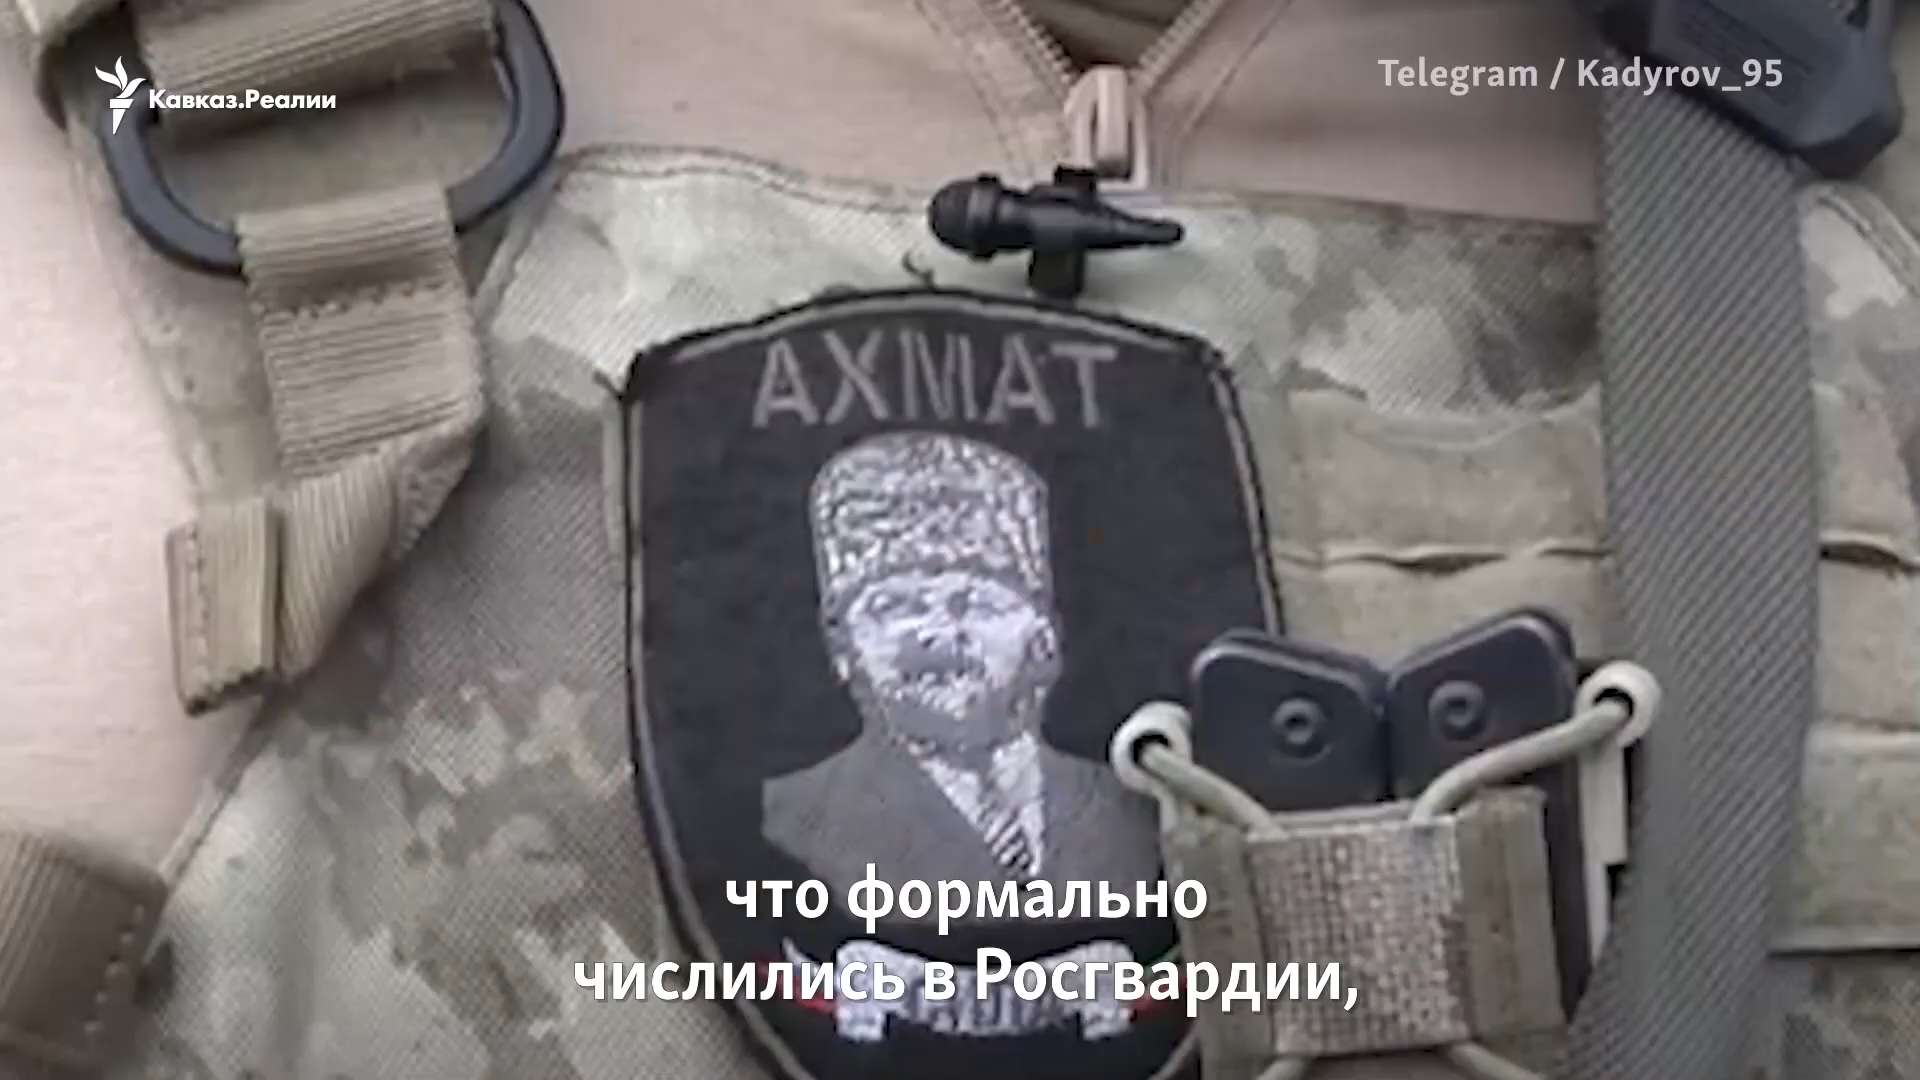 Кавказ.Реалии
Telegram / Kadyrov_95
АХМАТ
что формально
числились в Росгвардии,